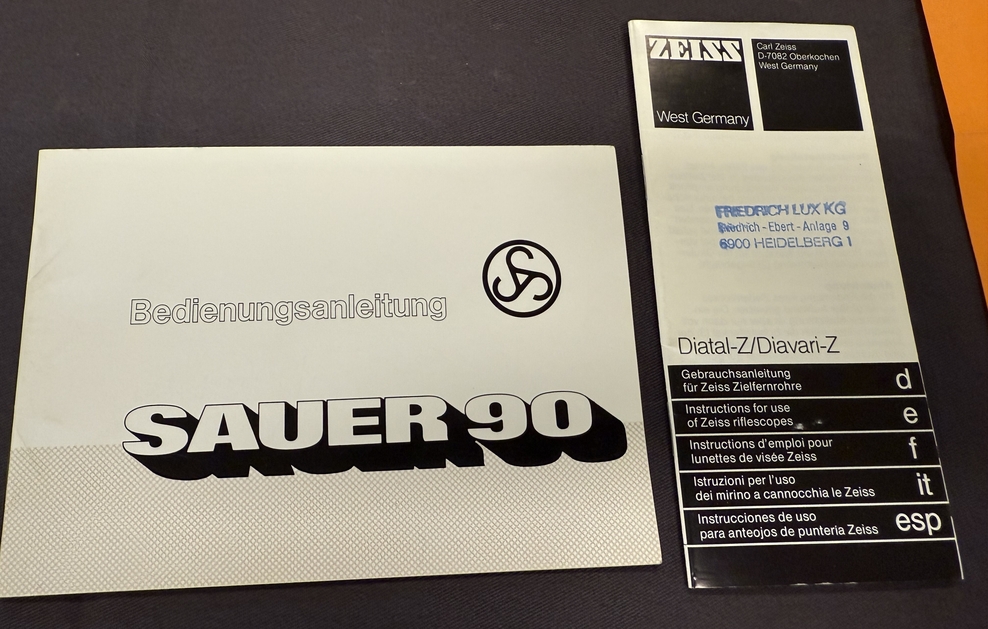 Bedienungsanleitung
SAUER 90
ZEISS
West Germany
Carl Zeiss
D-7082 Oberkochen
West Germany
FRIEDRICH LUX KG
Friedrich-Ebert-Anlage 9
6900 HEIDELBERG 1
Diatal-Z/Diavari-Z
Gebrauchsanleitung
für Zeiss Zielfernrohre
d
Instructions for use
of Zeiss riflescopes
e
Instructions d'emploi pour
lunettes de visée Zeiss
f
Istruzioni per l'uso
dei mirino a cannocchia le Zeiss
it
Instrucciones de uso
para anteojos de punteria Zeiss
esp